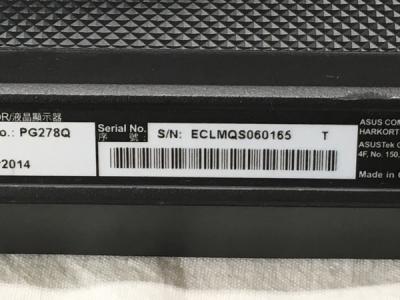 OR/液晶顯示器
o.: PG278Q
2014
Serial No.
序 號:
S/N: ECLMQS060165 T
ASUS COM
HARKORT
ASUSTek C
4F, No. 150,
Made in C